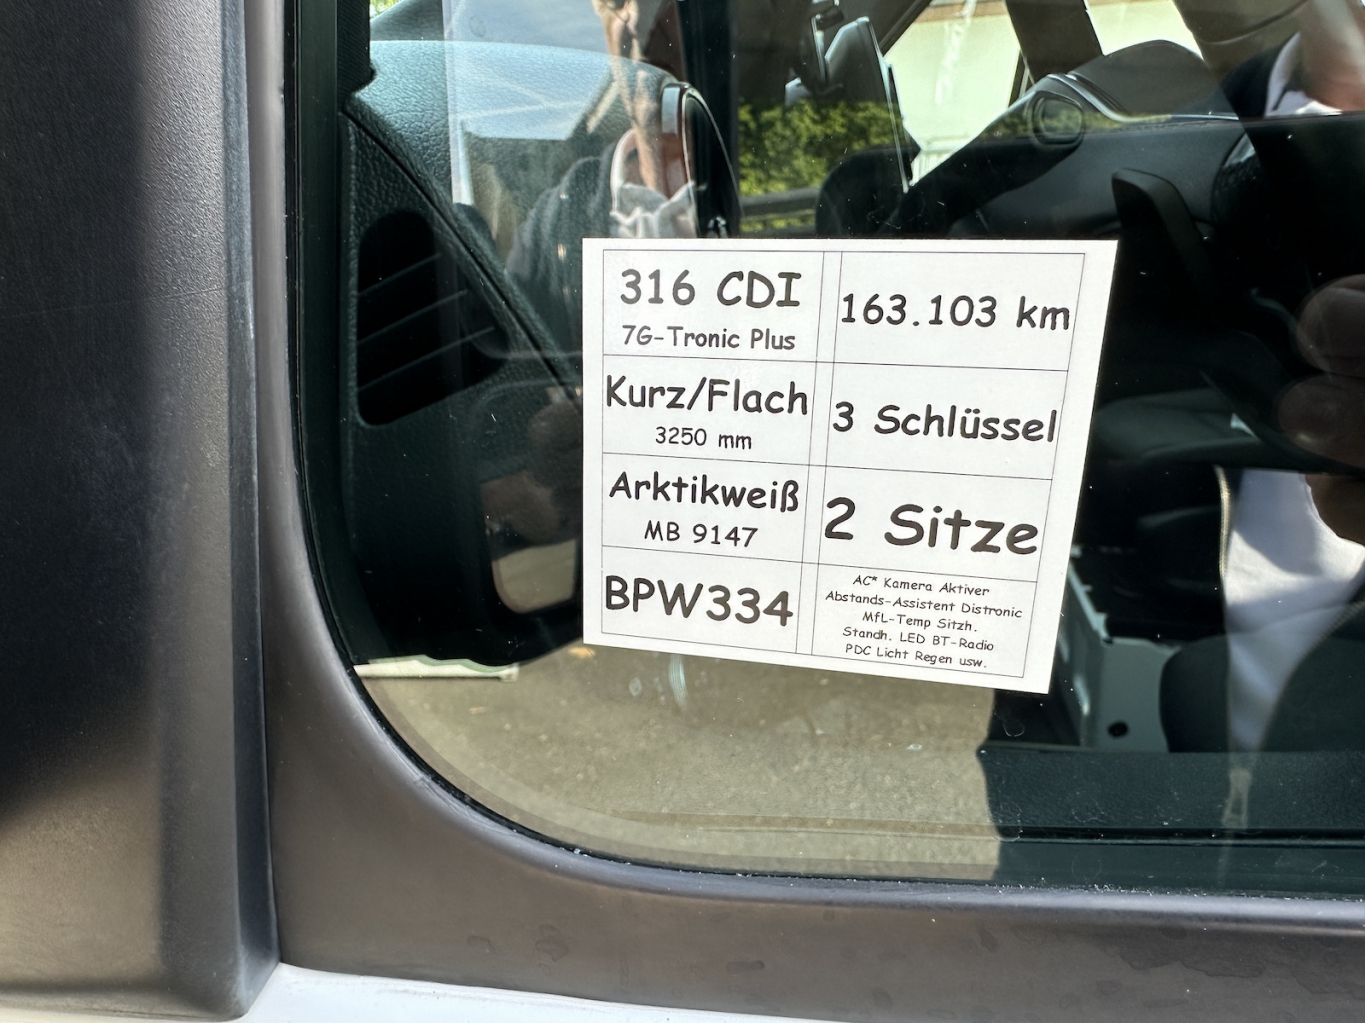 316 CDI
7G-Tronic Plus
163.103 km
Kurz/Flach
3250 mm
3 Schlüssel
Arktikweiß
MB 9147
2 Sitze
BPW334
AC* Kamera Aktiver
Abstands-Assistent Distronic
MfL-Temp Sitzh.
Standh. LED BT-Radio
PDC Licht Regen usw.